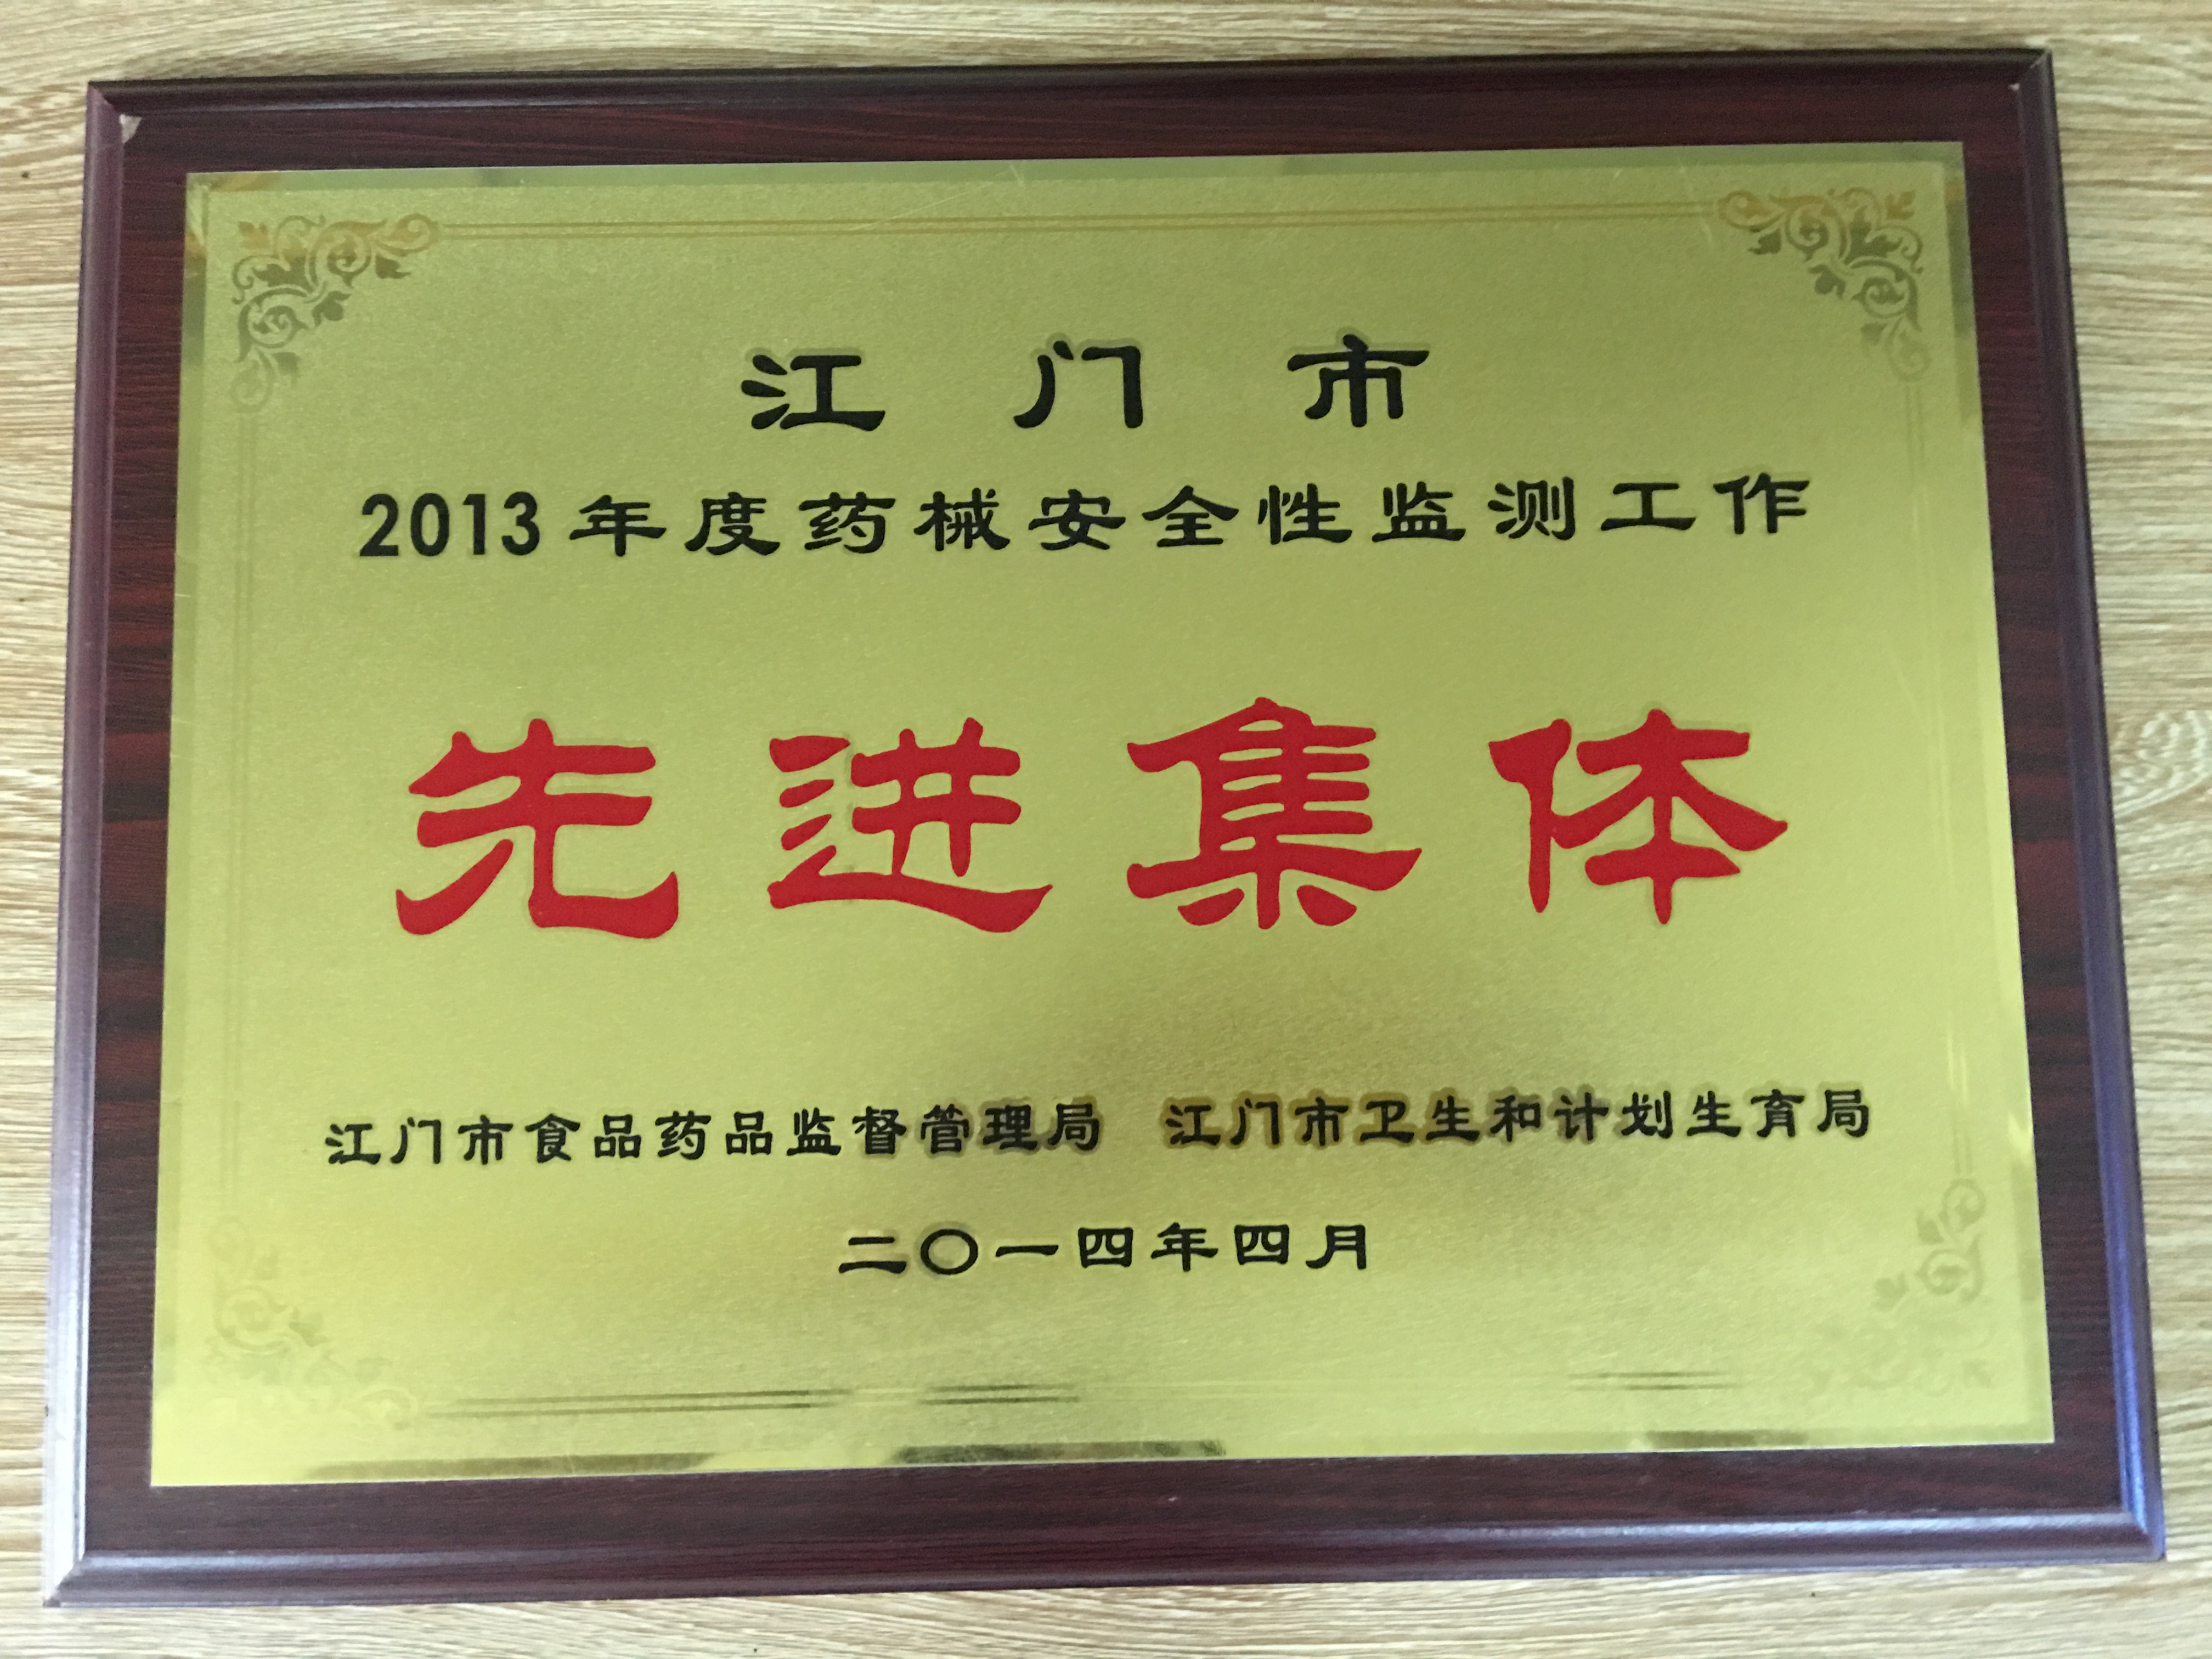 江门市
2013年度药械安全性监测工作
先进集体
江门市食品药品监督管理局 江门市卫生和计划生育局
二〇一四年四月